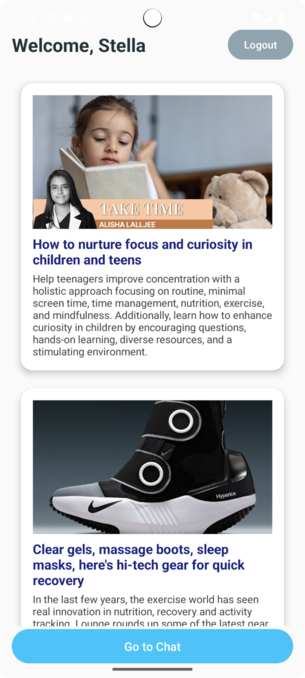 Welcome, Stella
Logout
TAKE TIME
ALISHA LALLJEE
How to nurture focus and curiosity in
children and teens
Help teenagers improve concentration with a
holistic approach focusing on routine, minimal
screen time, time management, nutrition, exercise,
and mindfulness. Additionally, learn how to enhance
curiosity in children by encouraging questions,
hands-on learning, diverse resources, and a
stimulating environment.
Hyperice
Clear gels, massage boots, sleep
masks, here's hi-tech gear for quick
recovery
In the last few years, the exercise world has seen
real innovation in nutrition, recovery and activity
tracking. Lounge rounds up some of the latest gear
Go to Chat